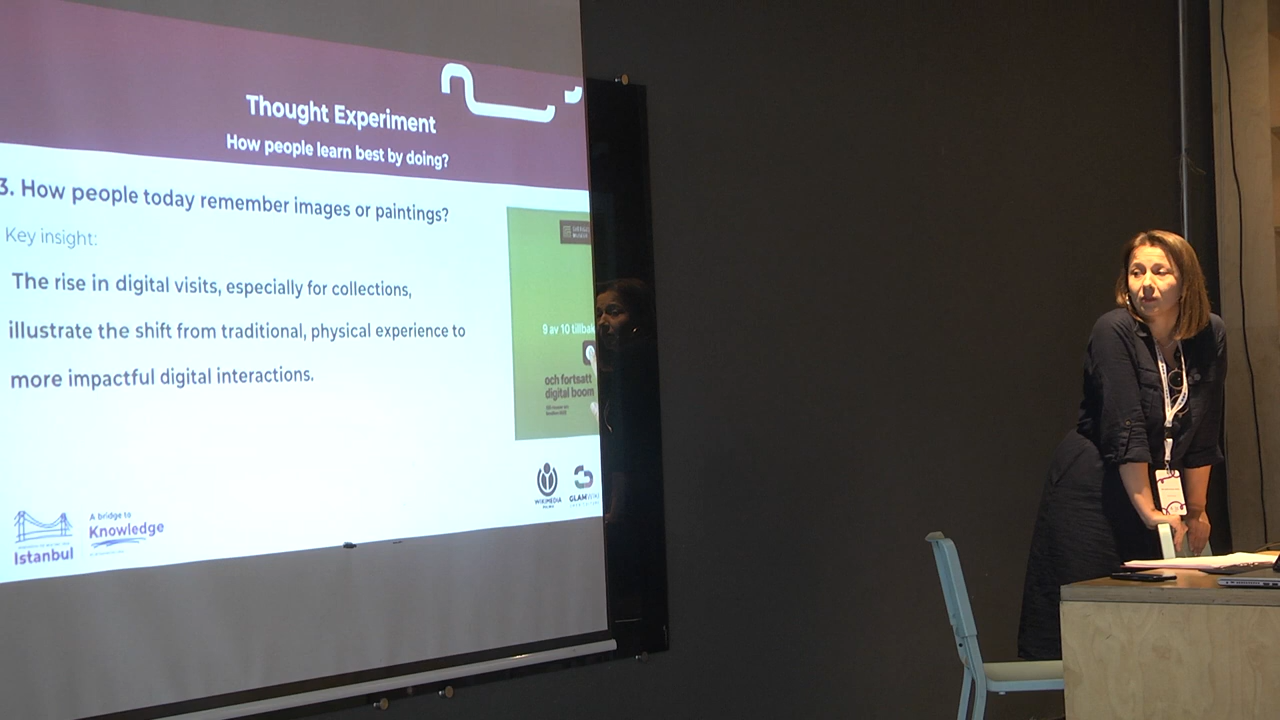 Thought Experiment
How people learn best by doing?
3. How people today remember images or paintings?
Key insight:
The rise in digital visits, especially for collections,
illustrate the shift from traditional, physical experience to
more impactful digital interactions.
9 av 10 tillbak
och fortsatt
digital boom
WIKIMEDIA
GLAM
Istanbul
A bridge to
Knowledge